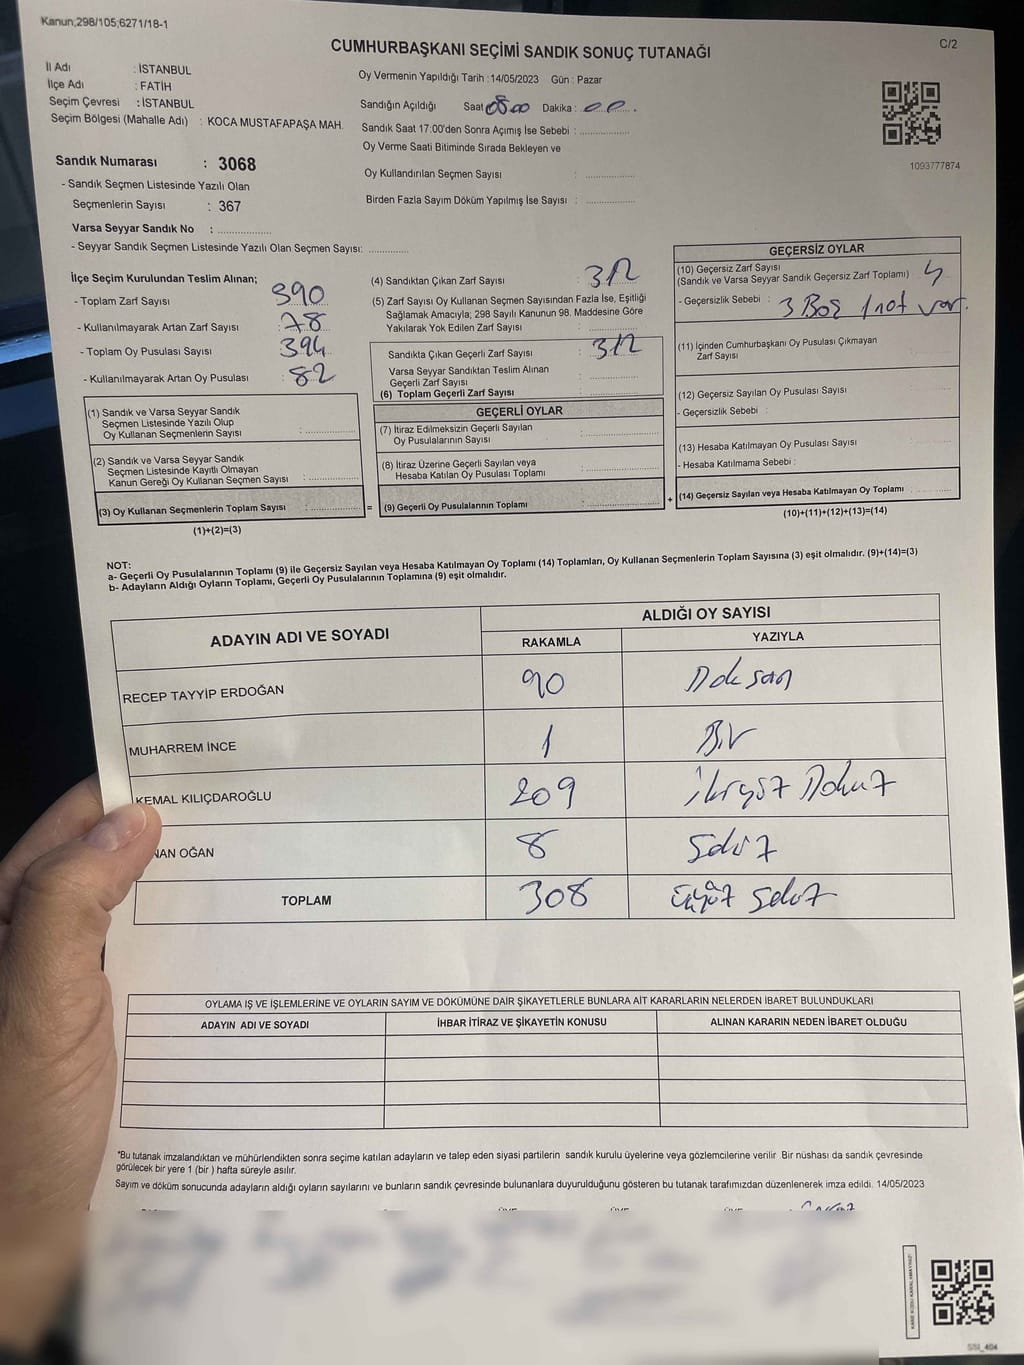 Kanun;298/105;6271/18-1
C/2
CUMHURBAŞKANI SEÇİMİ SANDIK SONUÇ TUTANAĞI
İl Adı : İSTANBUL
İlçe Adı : FATİH
Seçim Çevresi : İSTANBUL
Seçim Bölgesi (Mahalle Adı) : KOCA MUSTAFAPAŞA MAH.
Sandık Numarası : 3068
- Sandık Seçmen Listesinde Yazılı Olan
Seçmenlerin Sayısı : 367
Varsa Seyyar Sandık No : ..................
- Seyyar Sandık Seçmen Listesinde Yazılı Olan Seçmen Sayısı: .............
Oy Vermenin Yapıldığı Tarih : 14/05/2023 Gün : Pazar
Sandığın Açıldığı Saat 08 00 Dakika : 00 .
Sandık Saat 17:00'den Sonra Açımış İse Sebebi : ................
Oy Verme Saati Bitiminde Sırada Bekleyen ve
Oy Kullandırılan Seçmen Sayısı : ................
Birden Fazla Sayım Döküm Yapılmış İse Sayısı : ................
1093777874
İlçe Seçim Kurulundan Teslim Alınan;
- Toplam Zarf Sayısı : 390
- Kullanılmayarak Artan Zarf Sayısı : 78
- Toplam Oy Pusulası Sayısı : 394
- Kullanılmayarak Artan Oy Pusulası : 82
(1) Sandık ve Varsa Seyyar Sandık
Seçmen Listesinde Yazılı Olup
Oy Kullanan Seçmenlerin Sayısı : ................
(2) Sandık ve Varsa Seyyar Sandık
Seçmen Listesinde Kayıtlı Olmayan
Kanun Gereği Oy Kullanan Seçmen Sayısı : ................
(3) Oy Kullanan Seçmenlerin Toplam Sayısı : ................ =
(1)+(2)=(3)
(4) Sandıktan Çıkan Zarf Sayısı : 312
(5) Zarf Sayısı Oy Kullanan Seçmen Sayısından Fazla İse, Eşitliği
Sağlamak Amacıyla; 298 Sayılı Kanunun 98. Maddesine Göre
Yakılarak Yok Edilen Zarf Sayısı : ................
Sandıkta Çıkan Geçerli Zarf Sayısı : 312
Varsa Seyyar Sandıktan Teslim Alınan
Geçerli Zarf Sayısı : ................
(6) Toplam Geçerli Zarf Sayısı : ................
GEÇERLİ OYLAR
(7) İtiraz Edilmeksizin Geçerli Sayılan
Oy Pusulalarının Sayısı : ................
(8) İtiraz Üzerine Geçerli Sayılan veya
Hesaba Katılan Oy Pusulası Toplamı : ................
(9) Geçerli Oy Pusulalarının Toplamı : ................ +
GEÇERSİZ OYLAR
(10) Geçersiz Zarf Sayısı
(Sandık ve Varsa Seyyar Sandık Geçersiz Zarf Toplamı) : 4
- Geçersizlik Sebebi : 3 Boş 1 not var.
(11) İçinden Cumhurbaşkanı Oy Pusulası Çıkmayan
Zarf Sayısı : ................
(12) Geçersiz Sayılan Oy Pusulası Sayısı : ................
- Geçersizlik Sebebi :
(13) Hesaba Katılmayan Oy Pusulası Sayısı : ................
- Hesaba Katılmama Sebebi :
(14) Geçersiz Sayılan veya Hesaba Katılmayan Oy Toplamı : ................
(10)+(11)+(12)+(13)=(14)
NOT:
a- Geçerli Oy Pusulalarının Toplamı (9) ile Geçersiz Sayılan veya Hesaba Katılmayan Oy Toplamı (14) Toplamları, Oy Kullanan Seçmenlerin Toplam Sayısına (3) eşit olmalıdır. (9)+(14)=(3)
b- Adayların Aldığı Oyların Toplamı, Geçerli Oy Pusulalarının Toplamına (9) eşit olmalıdır.
ADAYIN ADI VE SOYADI
ALDIĞI OY SAYISI
RAKAMLA YAZIYLA
RECEP TAYYİP ERDOĞAN 90 Doksan
MUHARREM İNCE 1 Bir
KEMAL KILIÇDAROĞLU 209 İkiyüz Dokuz
NAN OĞAN 8 Sekiz
TOPLAM 308 Üçyüz Sekiz
OYLAMA İŞ VE İŞLEMLERİNE VE OYLARIN SAYIM VE DÖKÜMÜNE DAİR ŞİKAYETLERLE BUNLARA AİT KARARLARIN NELERDEN İBARET BULUNDUKLARI
ADAYIN ADI VE SOYADI İHBAR İTİRAZ VE ŞİKAYETİN KONUSU ALINAN KARARIN NEDEN İBARET OLDUĞU
*Bu tutanak imzalandıktan ve mühürlendikten sonra seçime katılan adayların ve talep eden siyasi partilerin sandık kurulu üyelerine veya gözlemcilerine verilir Bir nüshası da sandık çevresinde
görülecek bir yere 1 (bir ) hafta süreyle asılır.
Sayım ve döküm sonucunda adayların aldığı oyların sayılarını ve bunların sandık çevresinde bulunanlara duyurulduğunu gösteren bu tutanak tarafımızdan düzenlenerek imza edildi. 14/05/2023